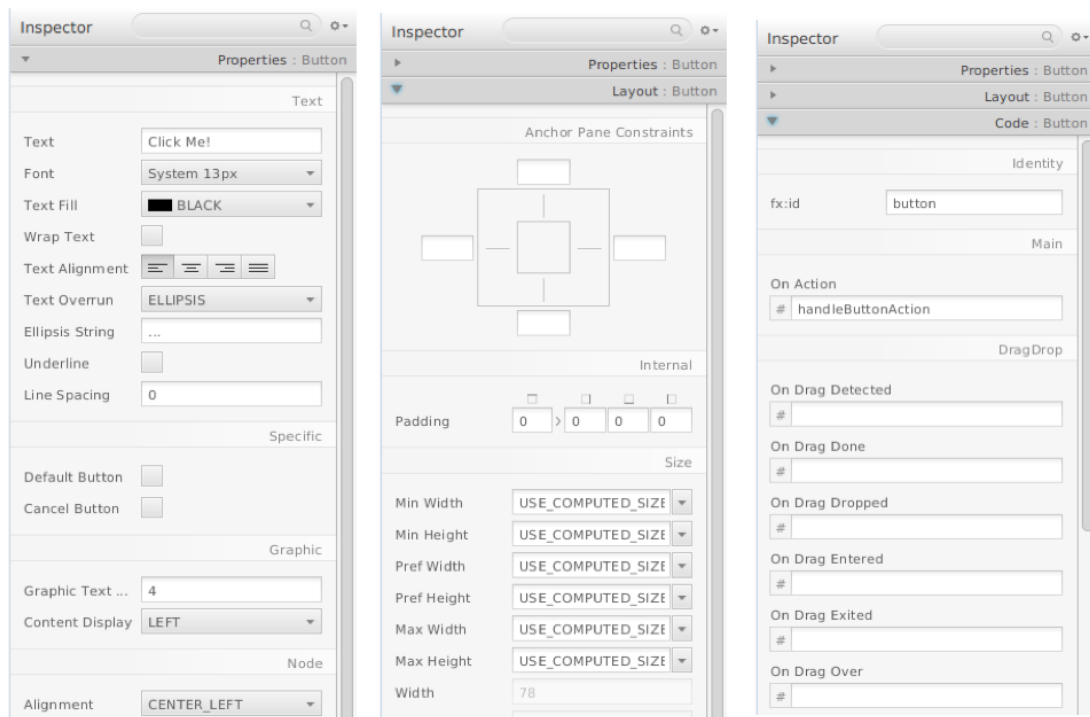 Inspector
Properties : Button
Text
Text Click Me!
Font System 13px
Text Fill BLACK
Wrap Text
Text Alignment
Text Overrun ELLIPSIS
Ellipsis String ...
Underline
Line Spacing 0
Specific
Default Button
Cancel Button
Graphic
Graphic Text ... 4
Content Display LEFT
Node
Alignment CENTER_LEFT
Inspector
Properties : Button
Layout : Button
Anchor Pane Constraints
Internal
Padding 0 > 0 0 0
Size
Min Width USE_COMPUTED_SIZE
Min Height USE_COMPUTED_SIZE
Pref Width USE_COMPUTED_SIZE
Pref Height USE_COMPUTED_SIZE
Max Width USE_COMPUTED_SIZE
Max Height USE_COMPUTED_SIZE
Width 78
Inspector
Properties : Button
Layout : Button
Code : Button
Identity
fx:id button
Main
On Action
# handleButtonAction
DragDrop
On Drag Detected
#
On Drag Done
#
On Drag Dropped
#
On Drag Entered
#
On Drag Exited
#
On Drag Over
#